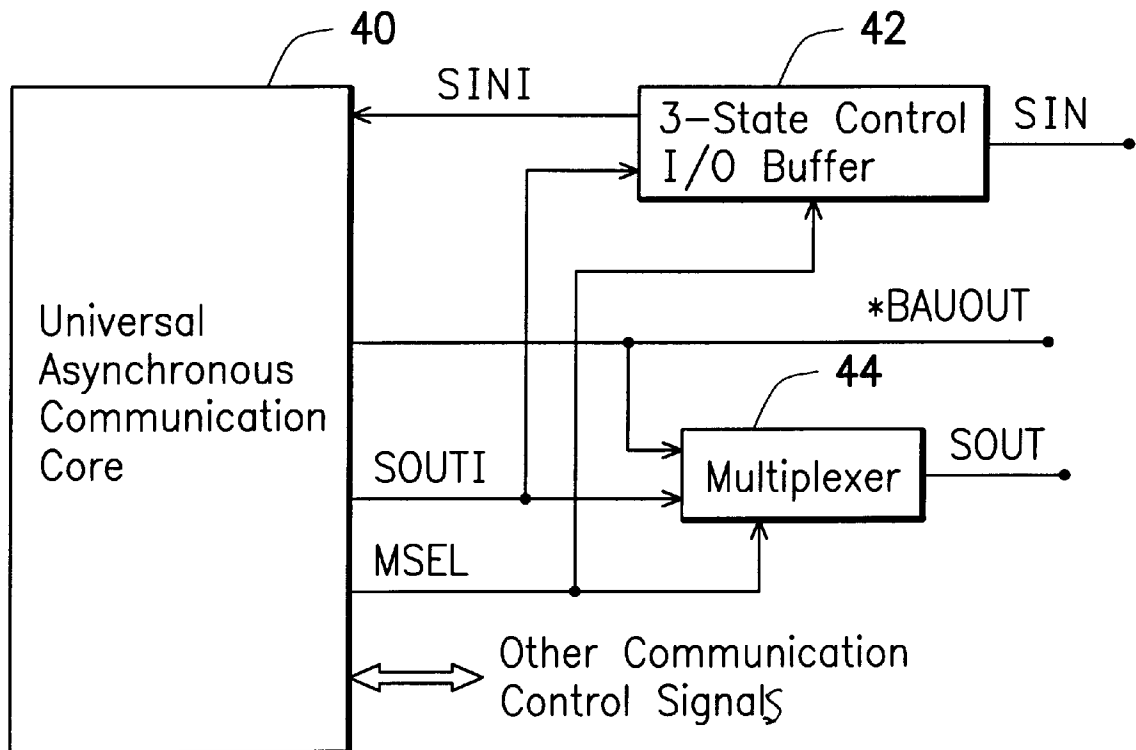 40
42
SINI
3-State Control
I/O Buffer
SIN
*BAUOUT
Universal
Asynchronous
Communication
Core
44
SOUTI
Multiplexer
SOUT
MSEL
Other Communication
Control Signals